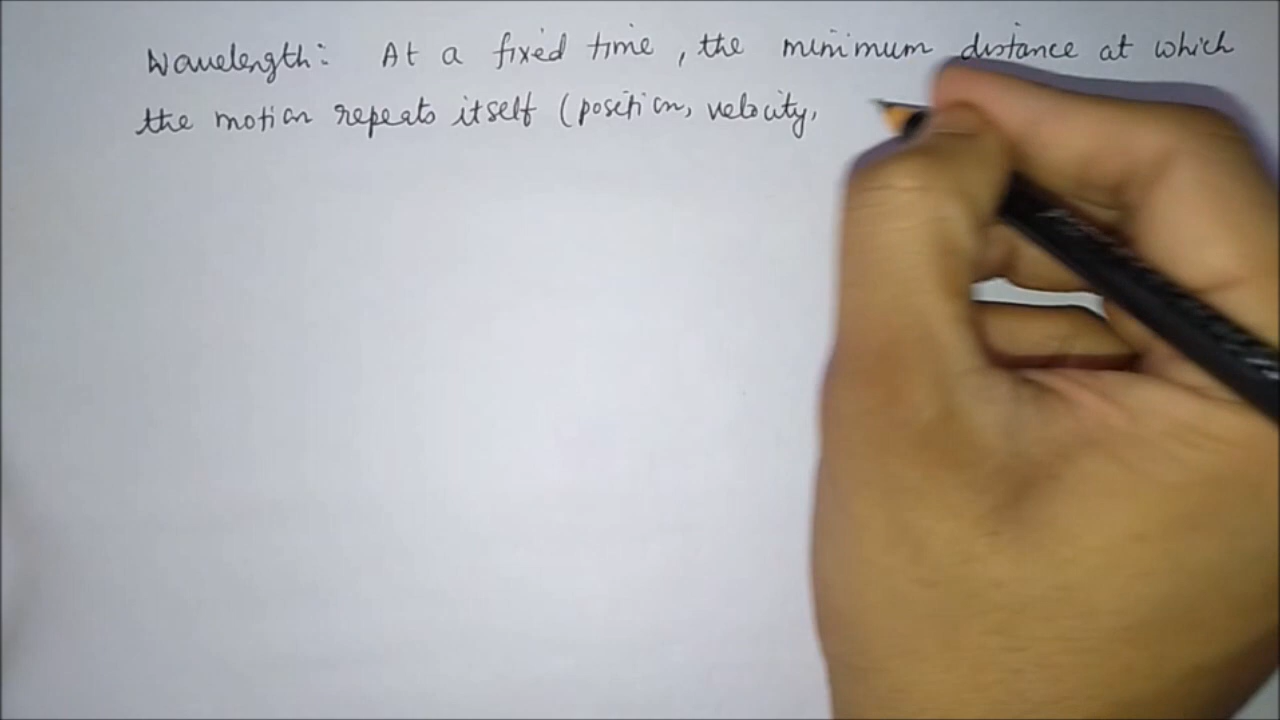 Wavelength: At a fixed time, the minimum distance at which
the motion repeats itself (position, velocity,